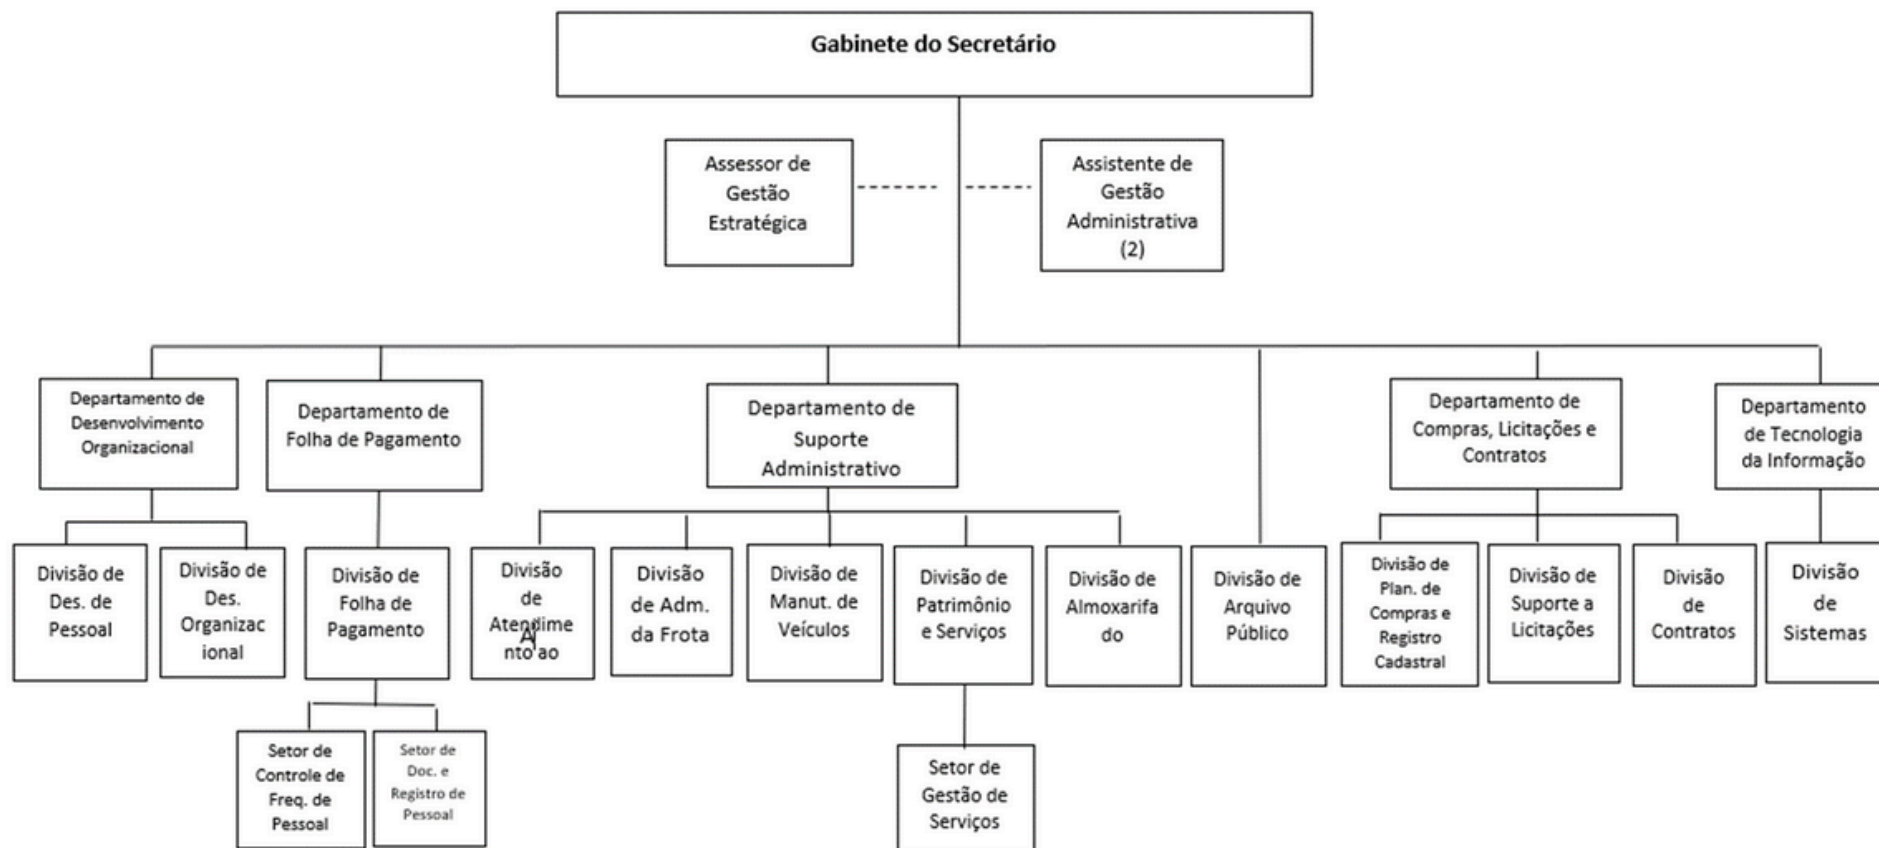 Gabinete do Secretário
Assessor de
Gestão
Estratégica
Assistente de
Gestão
Administrativa
(2)
Departamento de
Desenvolvimento
Organizacional
Departamento de
Folha de Pagamento
Departamento de
Suporte
Administrativo
Departamento de
Compras, Licitações e
Contratos
Departamento
de Tecnologia
da Informação
Divisão de
Des. de
Pessoal
Divisão de
Des.
Organizac
ional
Divisão de
Folha de
Pagamento
Divisão
de
Atendime
nto ao
Divisão
de Adm.
da Frota
Divisão de
Manut. de
Veículos
Divisão de
Patrimônio
e Serviços
Divisão de
Almoxarifa
do
Divisão de
Arquivo
Público
Divisão de
Plan. de
Compras e
Registro
Cadastral
Divisão de
Suporte a
Licitações
Divisão
de
Contratos
Divisão
de
Sistemas
Setor de
Controle de
Freq. de
Pessoal
Setor de
Doc. e
Registro de
Pessoal
Setor de
Gestão de
Serviços